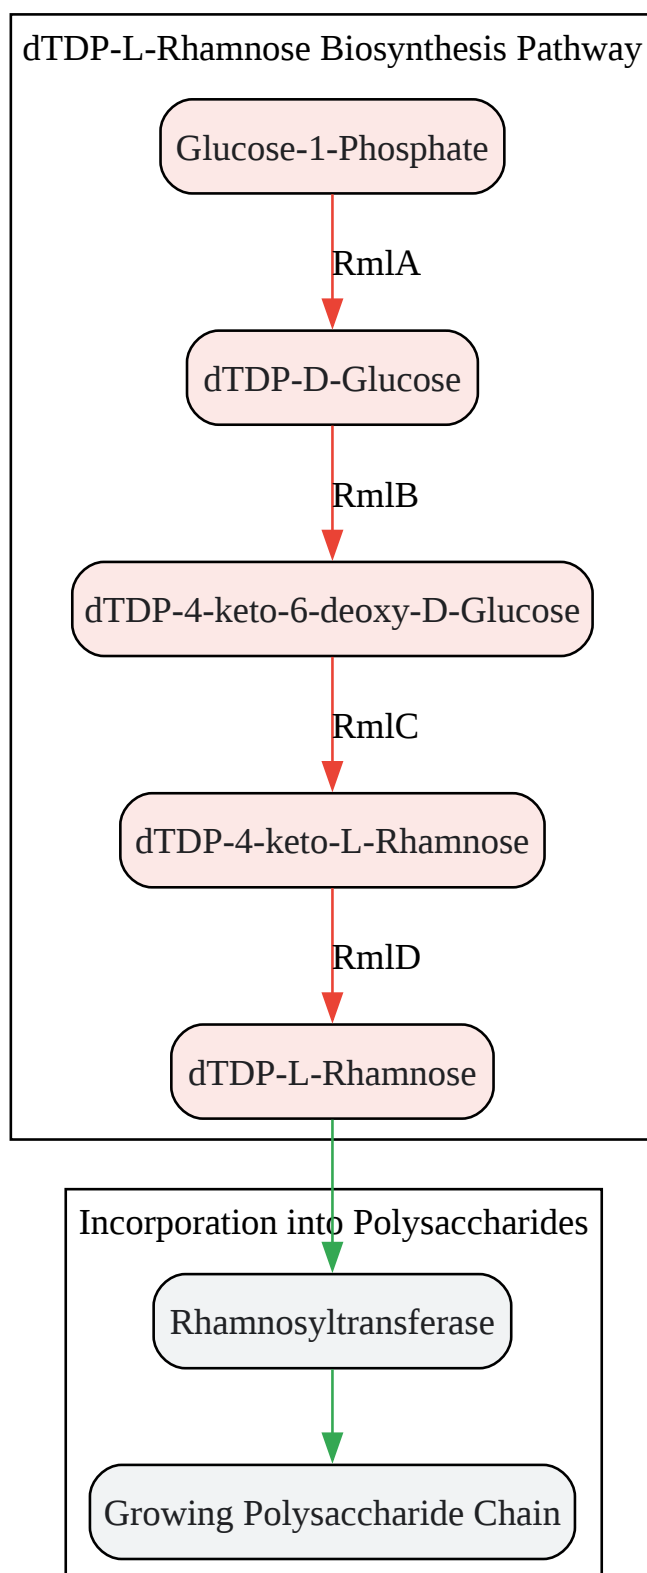 dTDP-L-Rhamnose Biosynthesis Pathway
Glucose-1-Phosphate
RmlA
dTDP-D-Glucose
RmlB
dTDP-4-keto-6-deoxy-D-Glucose
RmlC
dTDP-4-keto-L-Rhamnose
RmlD
dTDP-L-Rhamnose
Incorporation into Polysaccharides
Rhamnosyltransferase
Growing Polysaccharide Chain